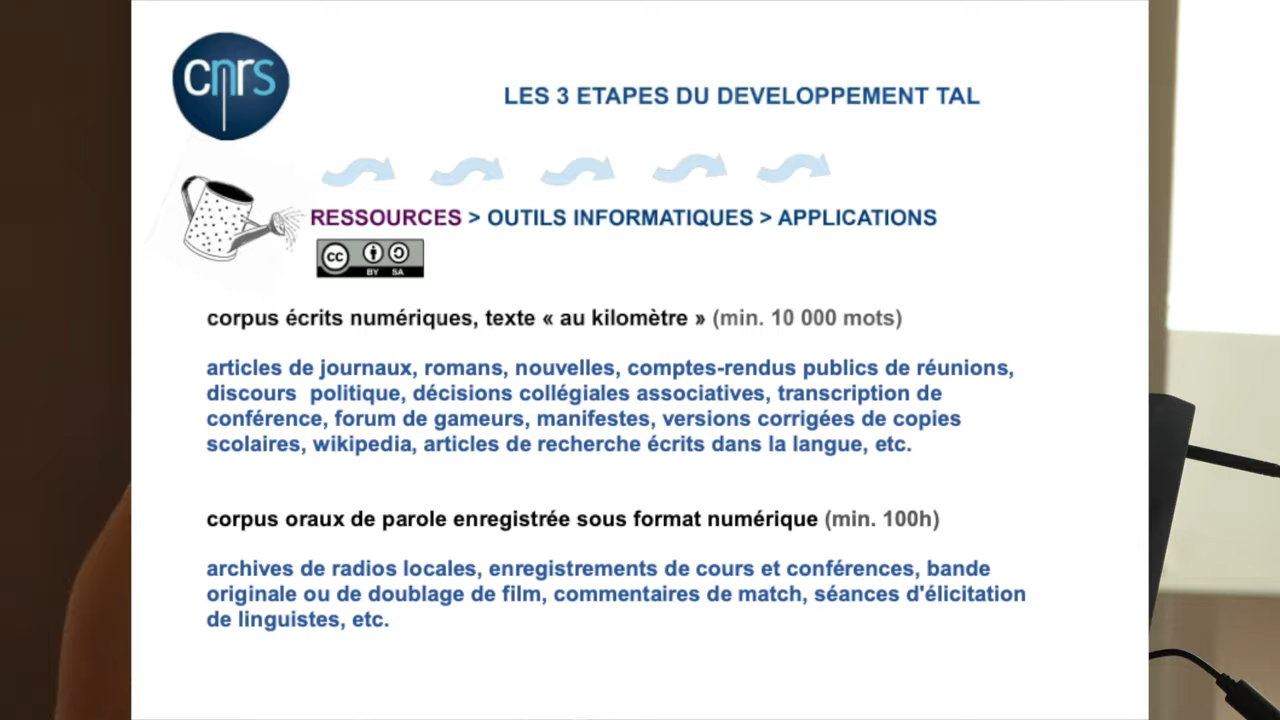 cnrs
LES 3 ETAPES DU DEVELOPPEMENT TAL
RESSOURCES > OUTILS INFORMATIQUES > APPLICATIONS
cc BY SA
corpus écrits numériques, texte « au kilomètre » (min. 10 000 mots)
articles de journaux, romans, nouvelles, comptes-rendus publics de réunions,
discours politique, décisions collégiales associatives, transcription de
conférence, forum de gameurs, manifestes, versions corrigées de copies
scolaires, wikipedia, articles de recherche écrits dans la langue, etc.
corpus oraux de parole enregistrée sous format numérique (min. 100h)
archives de radios locales, enregistrements de cours et conférences, bande
originale ou de doublage de film, commentaires de match, séances d'élicitation
de linguistes, etc.